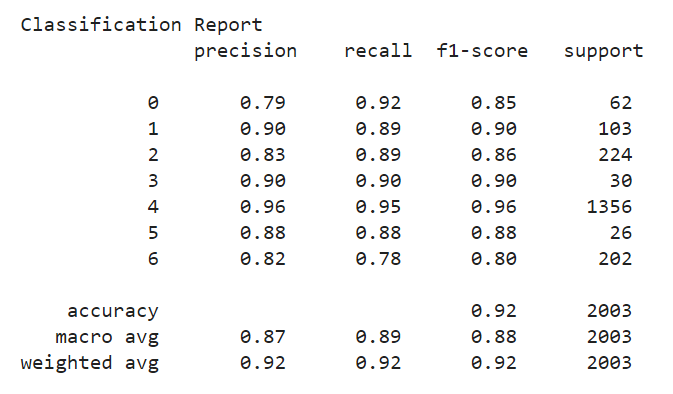 Classification Report
precision recall f1-score support
0 0.79 0.92 0.85 62
1 0.90 0.89 0.90 103
2 0.83 0.89 0.86 224
3 0.90 0.90 0.90 30
4 0.96 0.95 0.96 1356
5 0.88 0.88 0.88 26
6 0.82 0.78 0.80 202
accuracy 0.92 2003
macro avg 0.87 0.89 0.88 2003
weighted avg 0.92 0.92 0.92 2003